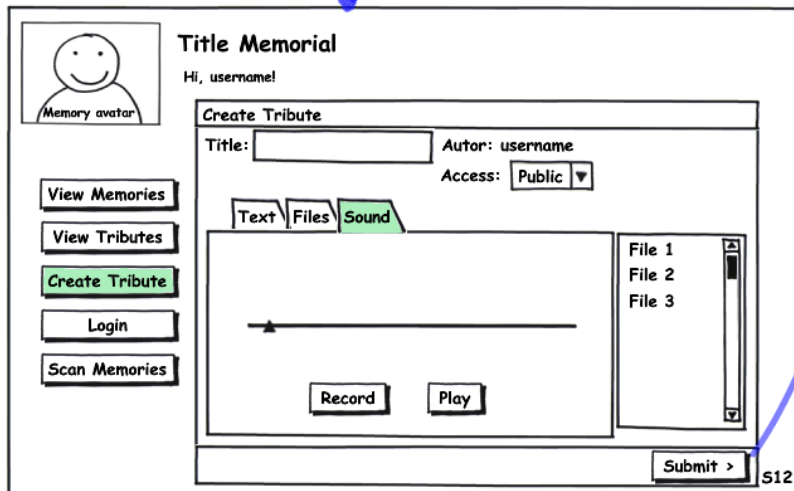 Title Memorial
Hi, username!
Memory avatar
Create Tribute
Title:
Autor: username
Access: Public
View Memories
View Tributes
Create Tribute
Login
Scan Memories
Text Files Sound
File 1
File 2
File 3
Record Play
Submit >
S12